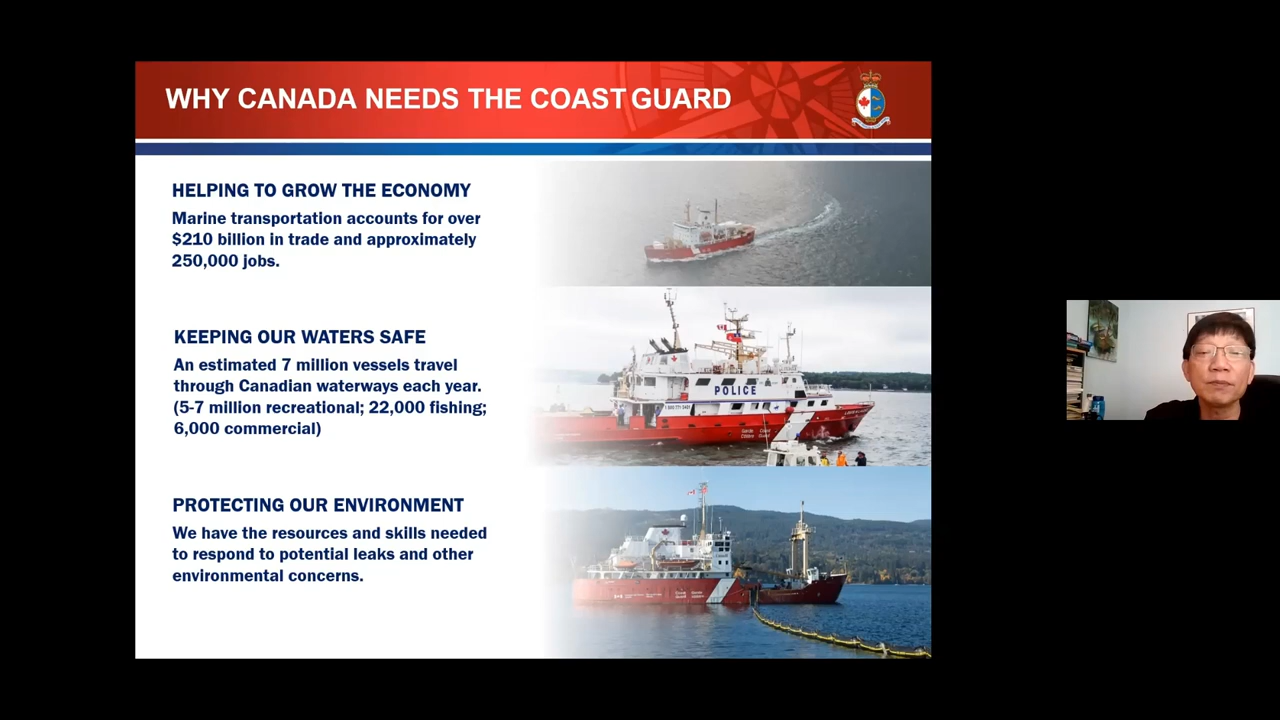 WHY CANADA NEEDS THE COAST GUARD
HELPING TO GROW THE ECONOMY
Marine transportation accounts for over
$210 billion in trade and approximately
250,000 jobs.
KEEPING OUR WATERS SAFE
An estimated 7 million vessels travel
through Canadian waterways each year.
(5-7 million recreational; 22,000 fishing;
6,000 commercial)
PROTECTING OUR ENVIRONMENT
We have the resources and skills needed
to respond to potential leaks and other
environmental concerns.
POLICE